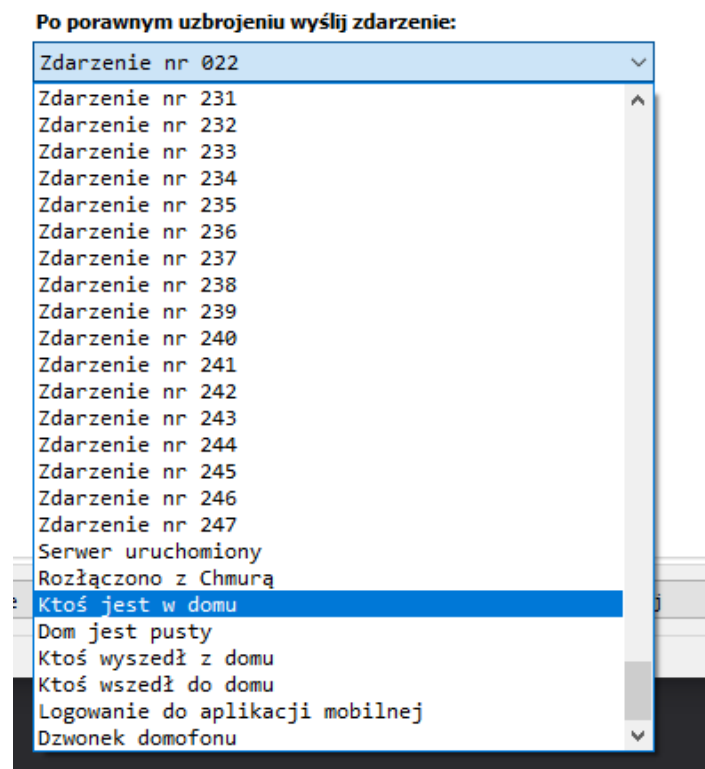 Po porawnym uzbrojeniu wyślij zdarzenie:
Zdarzenie nr 022
Zdarzenie nr 231
Zdarzenie nr 232
Zdarzenie nr 233
Zdarzenie nr 234
Zdarzenie nr 235
Zdarzenie nr 236
Zdarzenie nr 237
Zdarzenie nr 238
Zdarzenie nr 239
Zdarzenie nr 240
Zdarzenie nr 241
Zdarzenie nr 242
Zdarzenie nr 243
Zdarzenie nr 244
Zdarzenie nr 245
Zdarzenie nr 246
Zdarzenie nr 247
Serwer uruchomiony
Rozłączono z Chmurą
Ktoś jest w domu
Dom jest pusty
Ktoś wyszedł z domu
Ktoś wszedł do domu
Logowanie do aplikacji mobilnej
Dzwonek domofonu